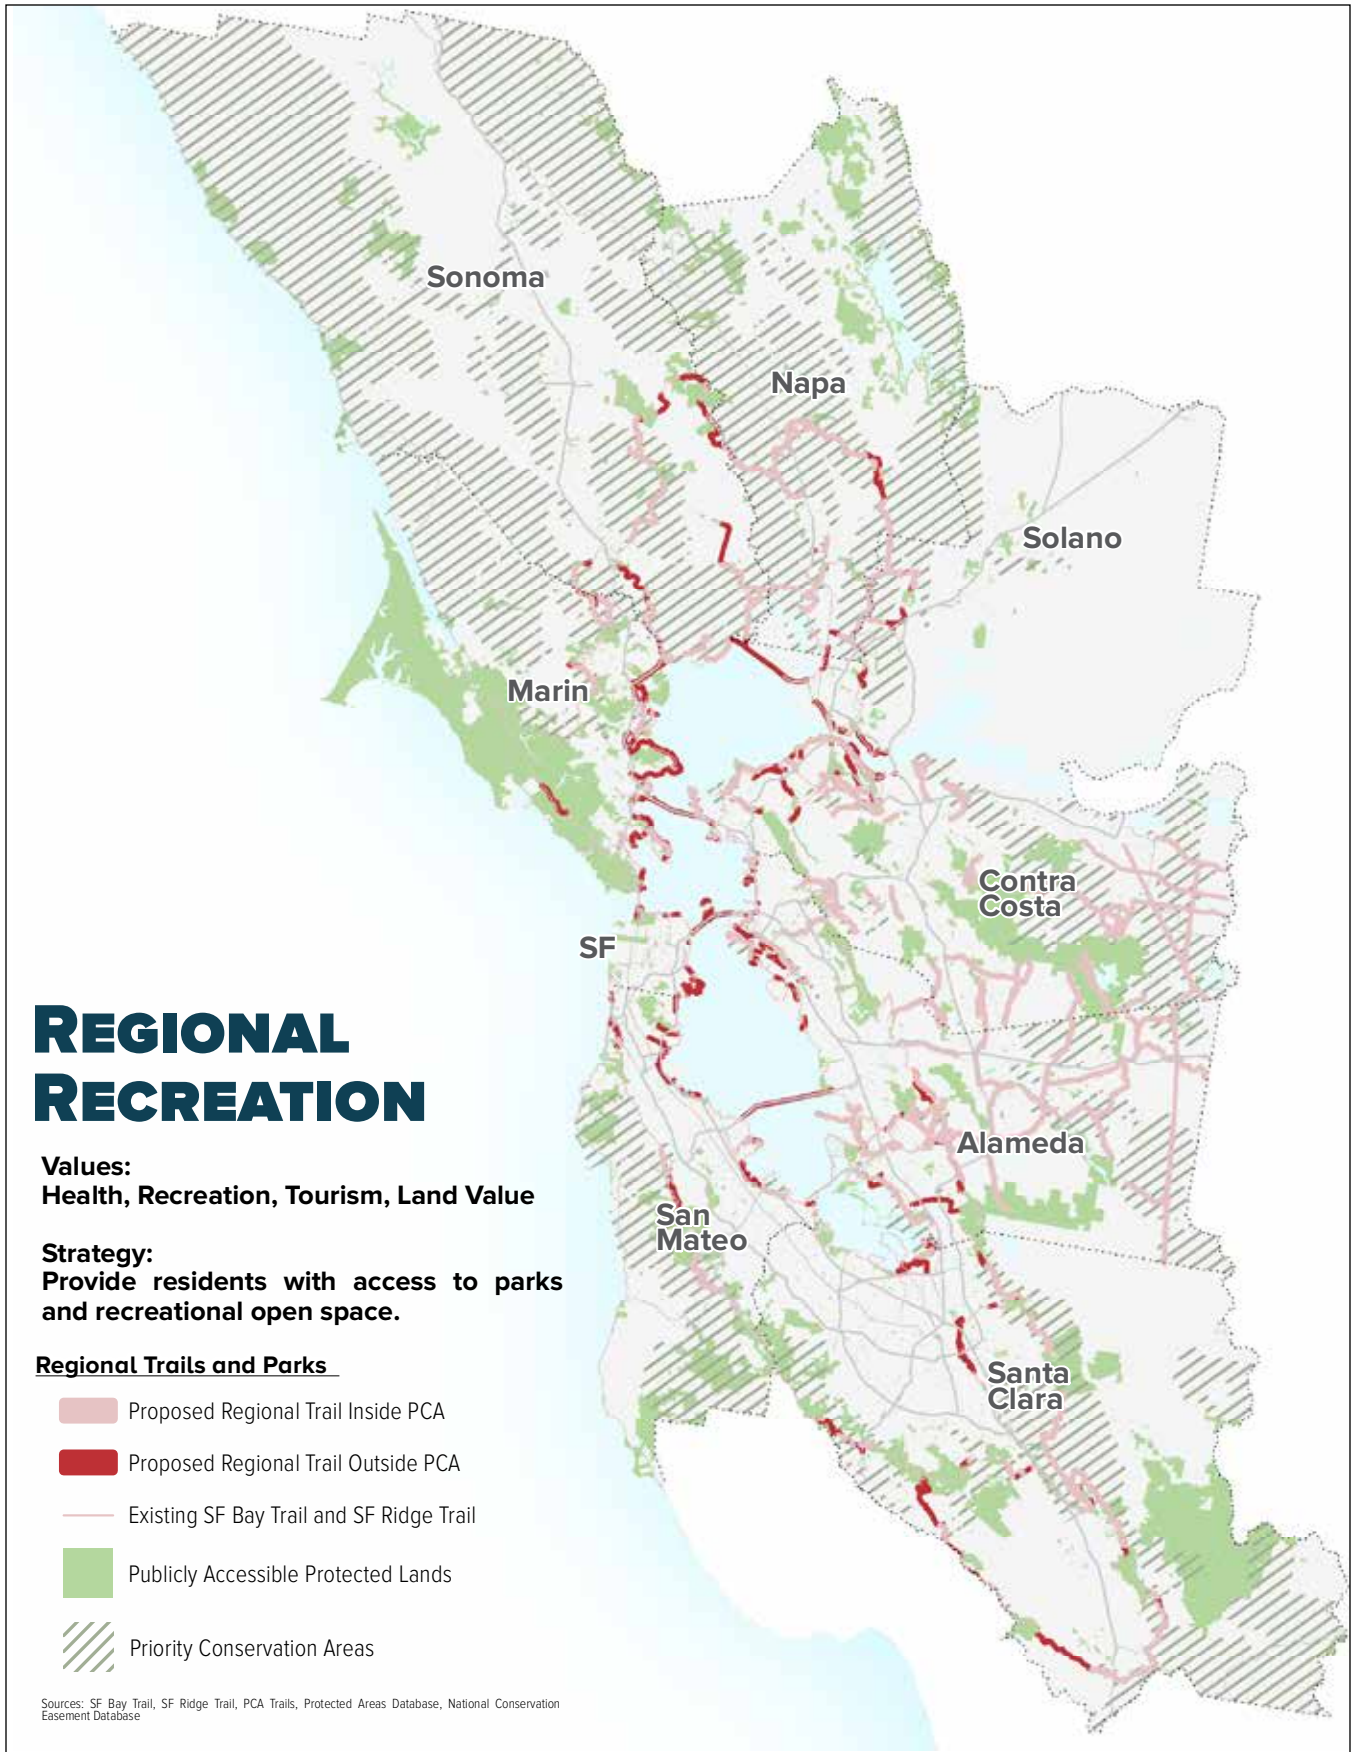 Sonoma
Napa
Solano
Marin
Contra
Costa
SF
REGIONAL
RECREATION
Alameda
Values:
Health, Recreation, Tourism, Land Value
San
Mateo
Strategy:
Provide residents with access to parks
and recreational open space.
Regional Trails and Parks
Santa
Clara
Proposed Regional Trail Inside PCA
Proposed Regional Trail Outside PCA
Existing SF Bay Trail and SF Ridge Trail
Publicly Accessible Protected Lands
Priority Conservation Areas
Sources: SF Bay Trail, SF Ridge Trail, PCA Trails, Protected Areas Database, National Conservation
Easement Database